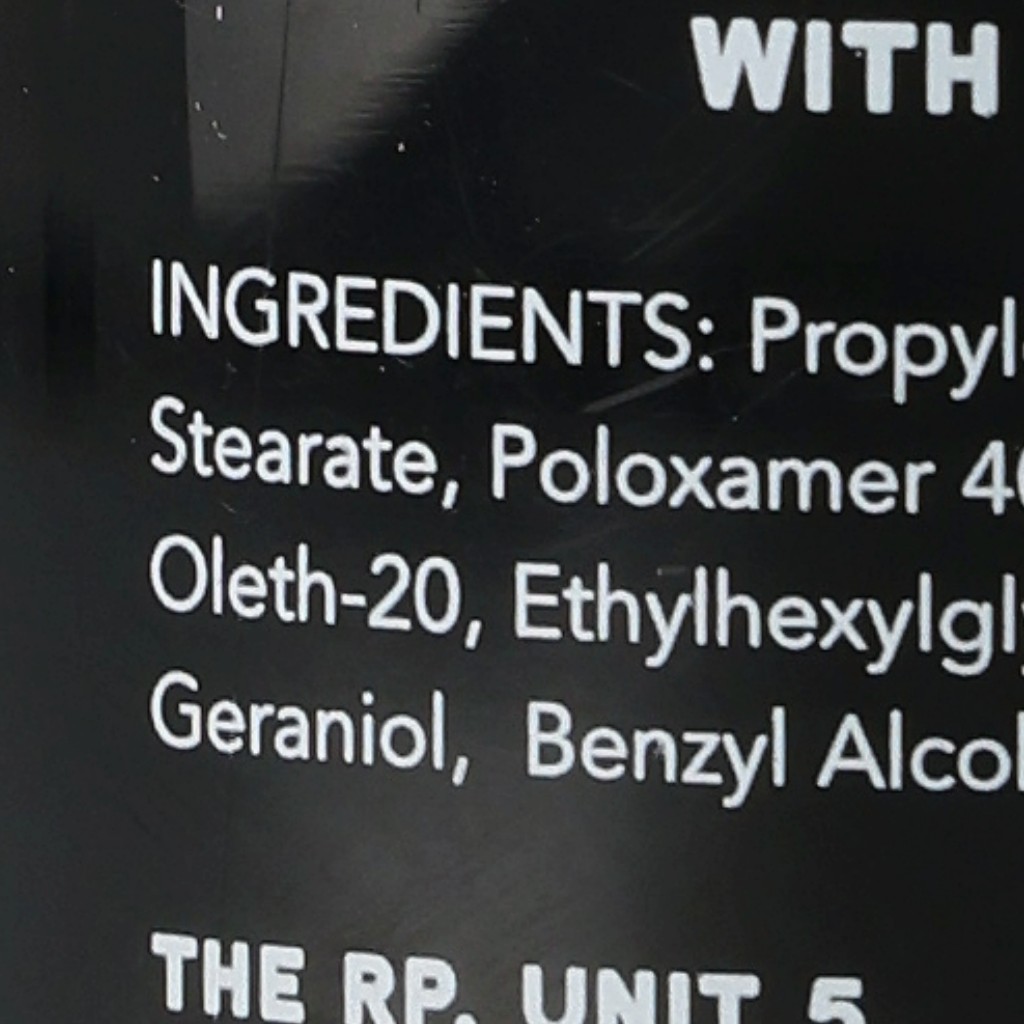 WITH
INGREDIENTS: Propyl
Stearate, Poloxamer 4
Oleth-20, Ethylhexylgl
Geraniol, Benzyl Alco
THE RP. UNIT 5